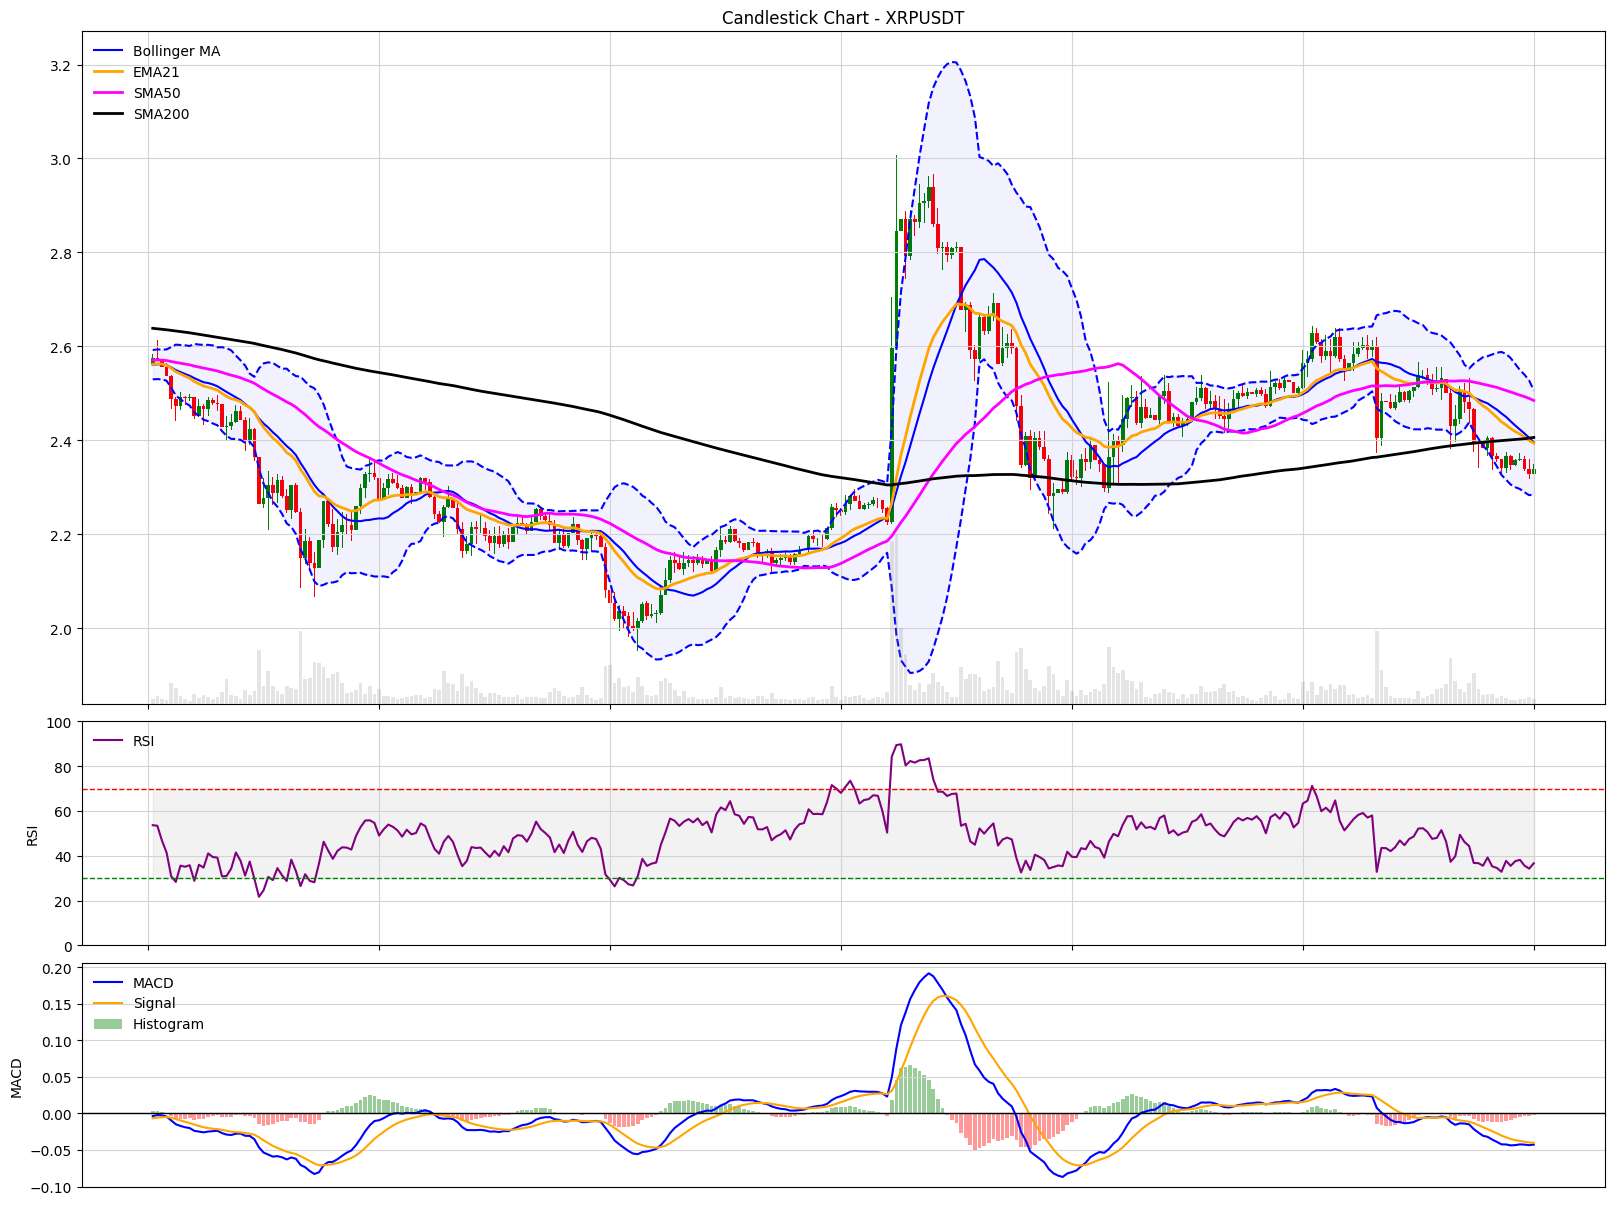 Candlestick Chart - XRPUSDT
Bollinger MA
EMA21
SMA50
SMA200
3.2
3.0
2.8
2.6
2.4
2.2
2.0
RSI
RSI
100
80
60
40
20
0
MACD
Signal
Histogram
MACD
0.20
0.15
0.10
0.05
0.00
−0.05
−0.10